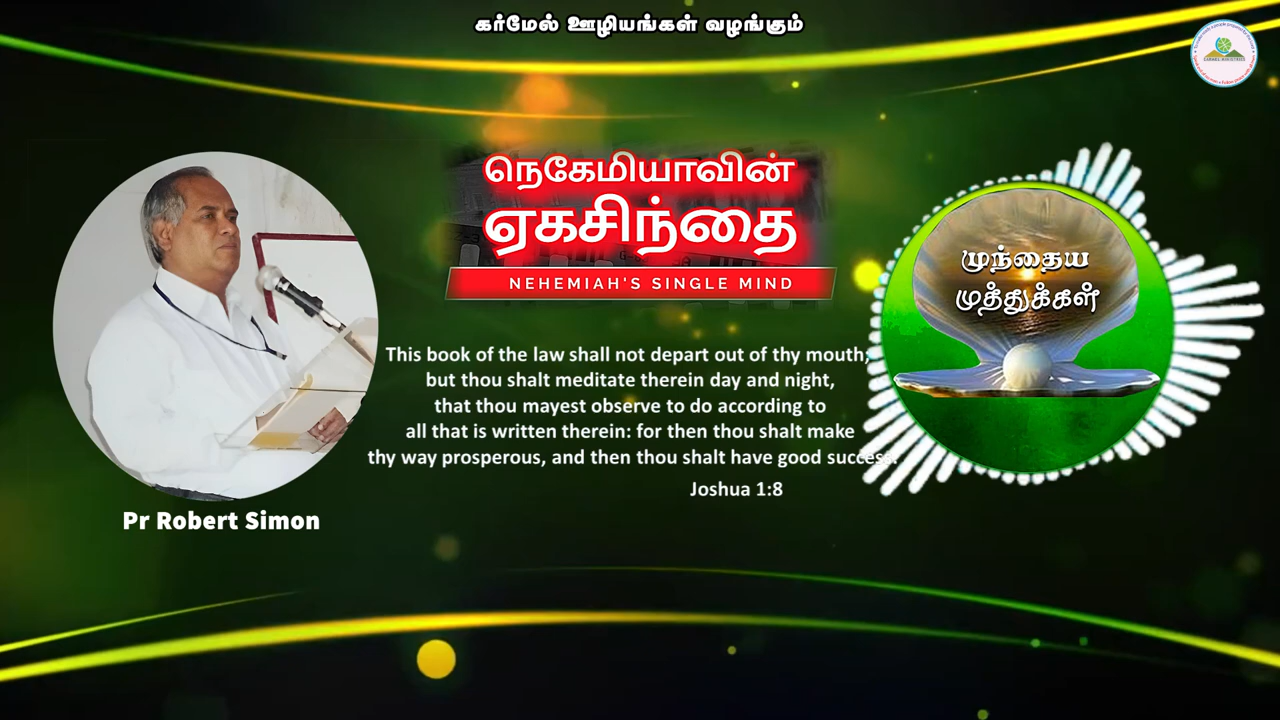 கர்மேல் ஊழியங்கள் வழங்கும்
CARMEL MINISTRIES
நெகேமியாவின்
ஏகசிந்தை
NEHEMIAH'S SINGLE MIND
முந்தைய
முத்துக்கள்
This book of the law shall not depart out of thy mouth;
but thou shalt meditate therein day and night,
that thou mayest observe to do according to
all that is written therein: for then thou shalt make
thy way prosperous, and then thou shalt have good success.
Joshua 1:8
Pr Robert Simon